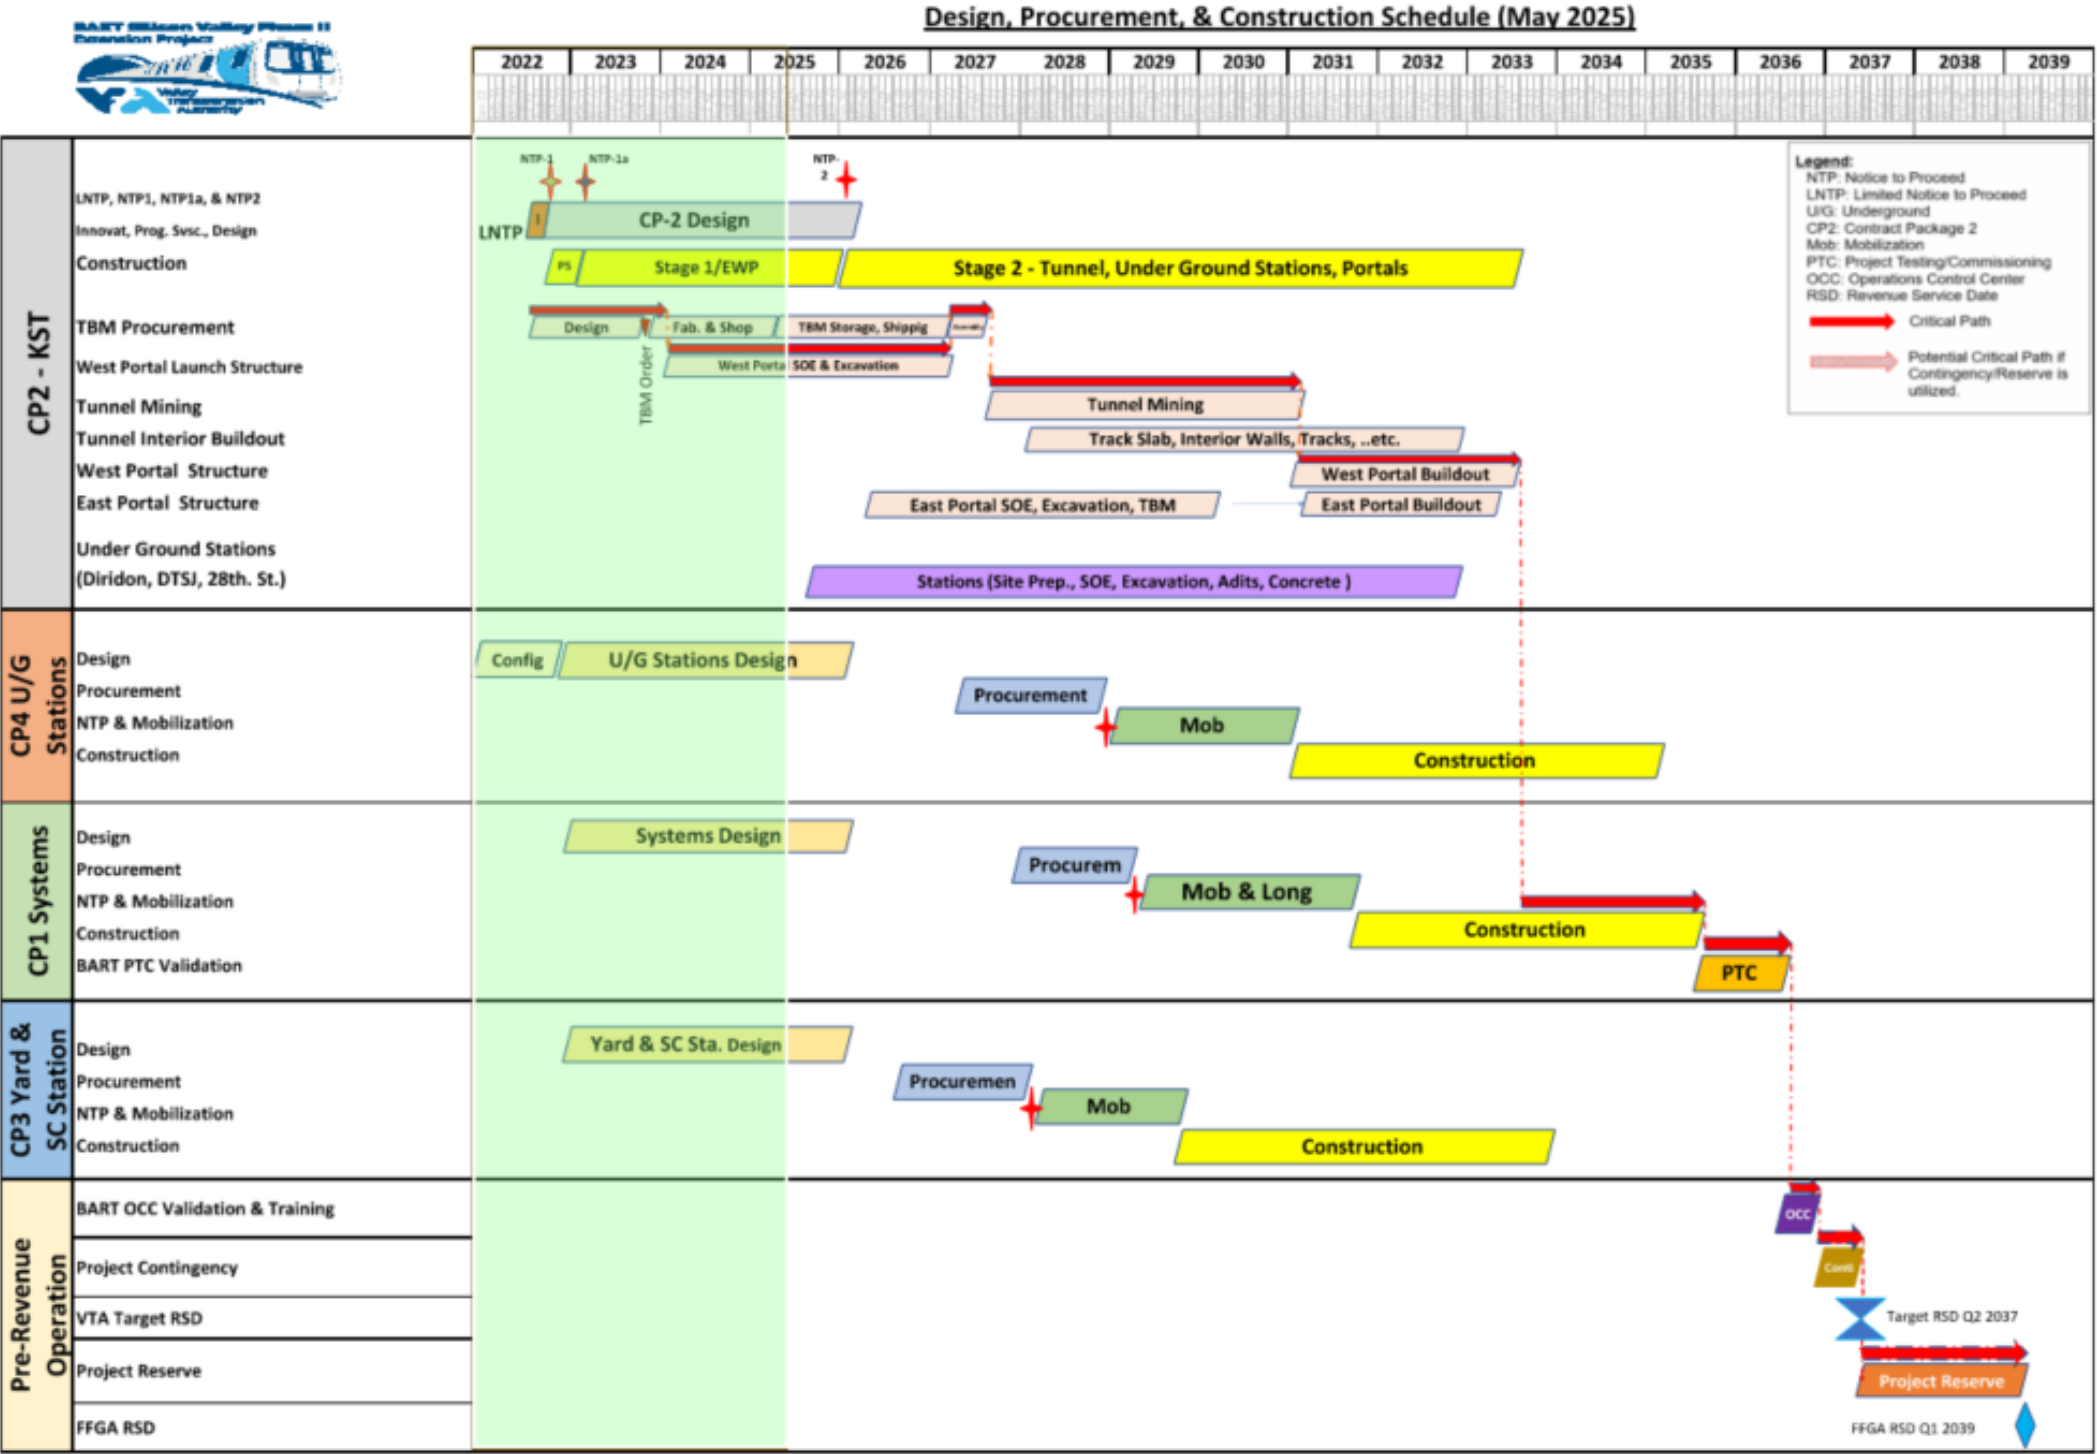 Design, Procurement, & Construction Schedule (May 2025)
BART Silicon Valley Phase II
Extension Project
Valley
Transportation
Authority
2022 2023 2024 2025 2026 2027 2028 2029 2030 2031 2032 2033 2034 2035 2036 2037 2038 2039
CP2 - KST
LNTP, NTP1, NTP1a, & NTP2
NTP-1
NTP-1a
NTP-
2
Innovat, Prog. Svsc., Design
LNTP
I
CP-2 Design
Construction
PS
Stage 1/EWP
Stage 2 - Tunnel, Under Ground Stations, Portals
TBM Procurement
Design
Fab. & Shop
TBM Storage, Shippig
TBM Order
West Portal Launch Structure
West Portal SOE & Excavation
Tunnel Mining
Tunnel Mining
Tunnel Interior Buildout
Track Slab, Interior Walls, Tracks, ..etc.
West Portal Structure
West Portal Buildout
East Portal Structure
East Portal SOE, Excavation, TBM
East Portal Buildout
Under Ground Stations
(Diridon, DTSJ, 28th. St.)
Stations (Site Prep., SOE, Excavation, Adits, Concrete )
Legend:
NTP: Notice to Proceed
LNTP: Limited Notice to Proceed
U/G: Underground
CP2: Contract Package 2
Mob: Mobilization
PTC: Project Testing/Commissioning
OCC: Operations Control Center
RSD: Revenue Service Date
Critical Path
Potential Critical Path if
Contingency/Reserve is
utilized.
CP4 U/G
Stations
Design
Config
U/G Stations Design
Procurement
Procurement
NTP & Mobilization
Mob
Construction
Construction
CP1 Systems
Design
Systems Design
Procurement
Procurem
NTP & Mobilization
Mob & Long
Construction
Construction
BART PTC Validation
PTC
CP3 Yard &
SC Station
Design
Yard & SC Sta. Design
Procurement
Procuremen
NTP & Mobilization
Mob
Construction
Construction
Pre-Revenue
Operation
BART OCC Validation & Training
OCC
Project Contingency
Conti
VTA Target RSD
Target RSD Q2 2037
Project Reserve
Project Reserve
FFGA RSD
FFGA RSD Q1 2039